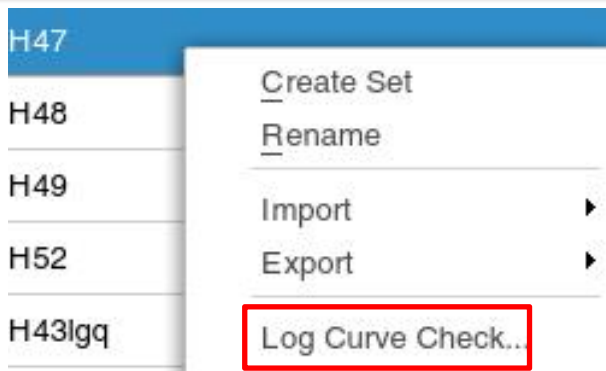 H47
Create Set
H48
Rename
H49
Import
H52
Export
H43lgq
Log Curve Check...